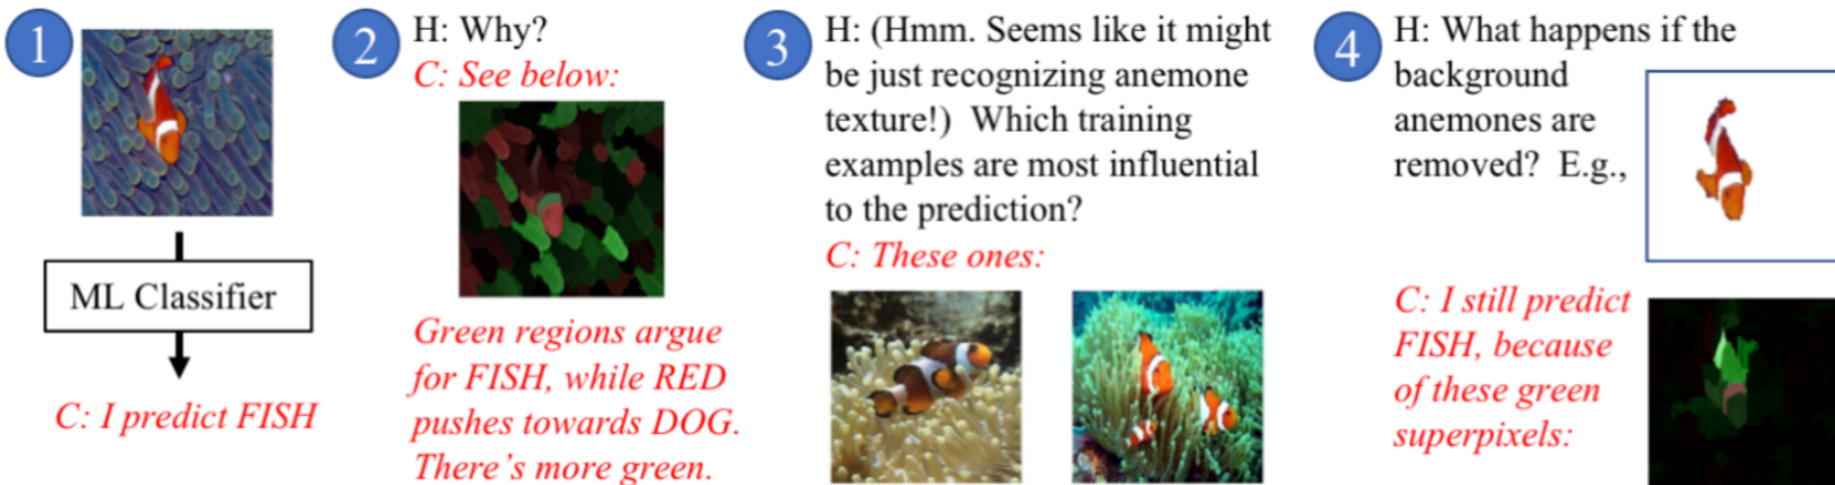 1
ML Classifier
C: I predict FISH
2
H: Why?
C: See below:
Green regions argue
for FISH, while RED
pushes towards DOG.
There's more green.
3
H: (Hmm. Seems like it might
be just recognizing anemone
texture!) Which training
examples are most influential
to the prediction?
C: These ones:
4
H: What happens if the
background
anemones are
removed? E.g.,
C: I still predict
FISH, because
of these green
superpixels: